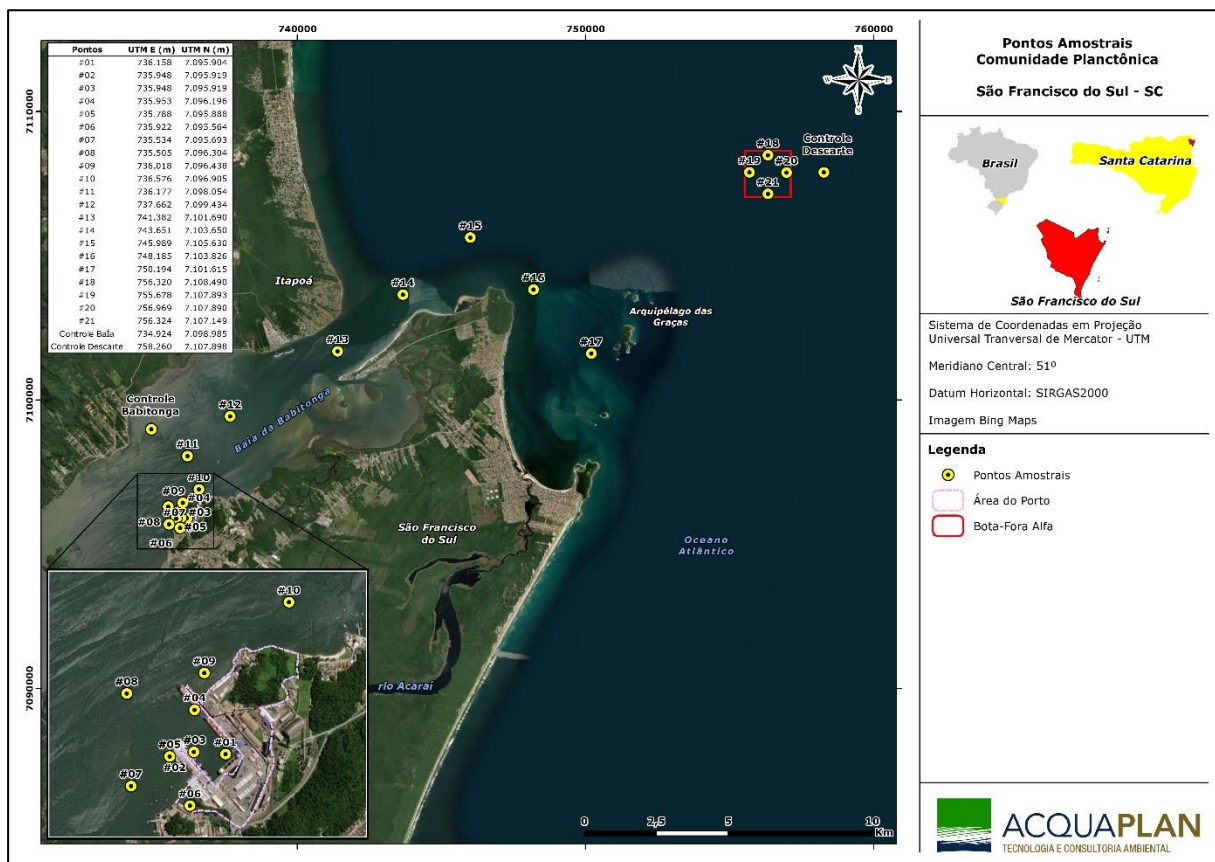 740000
750000
760000
7110000
7100000
7090000
Pontos UTM E (m) UTM N (m)
#01 736.158 7.095.904
#02 735.948 7.095.919
#03 735.948 7.095.919
#04 735.953 7.096.196
#05 735.788 7.095.888
#06 735.922 7.095.564
#07 735.534 7.095.693
#08 735.505 7.096.304
#09 736.018 7.096.438
#10 736.576 7.096.905
#11 736.177 7.098.054
#12 737.662 7.099.434
#13 741.382 7.101.690
#14 743.651 7.103.650
#15 745.989 7.105.630
#16 748.185 7.103.826
#17 750.194 7.101.615
#18 756.320 7.108.490
#19 755.678 7.107.893
#20 756.969 7.107.890
#21 756.324 7.107.149
Controle Baía 734.924 7.098.985
Controle Descarte 758.260 7.107.898
N
W
E
S
Controle
Descarte
#18
#19
#20
#21
#15
Itapoá
#14
#16
Arquipélago das
Graças
#13
#17
Controle
Babitonga
#12
Baía da Babitonga
#11
#10
#09
#04
#07
#03
#08
#05
#06
São Francisco
do Sul
Oceano
Atlântico
rio Acaraí
#10
#09
#08
#04
#05
#03
#01
#02
#07
#06
0 2,5 5 10
Km
Pontos Amostrais
Comunidade Planctônica
São Francisco do Sul - SC
Brasil
Santa Catarina
São Francisco do Sul
Sistema de Coordenadas em Projeção
Universal Tranversal de Mercator - UTM
Meridiano Central: 51º
Datum Horizontal: SIRGAS2000
Imagem Bing Maps
Legenda
Pontos Amostrais
Área do Porto
Bota-Fora Alfa
ACQUAPLAN
TECNOLOGIA E CONSULTORIA AMBIENTAL